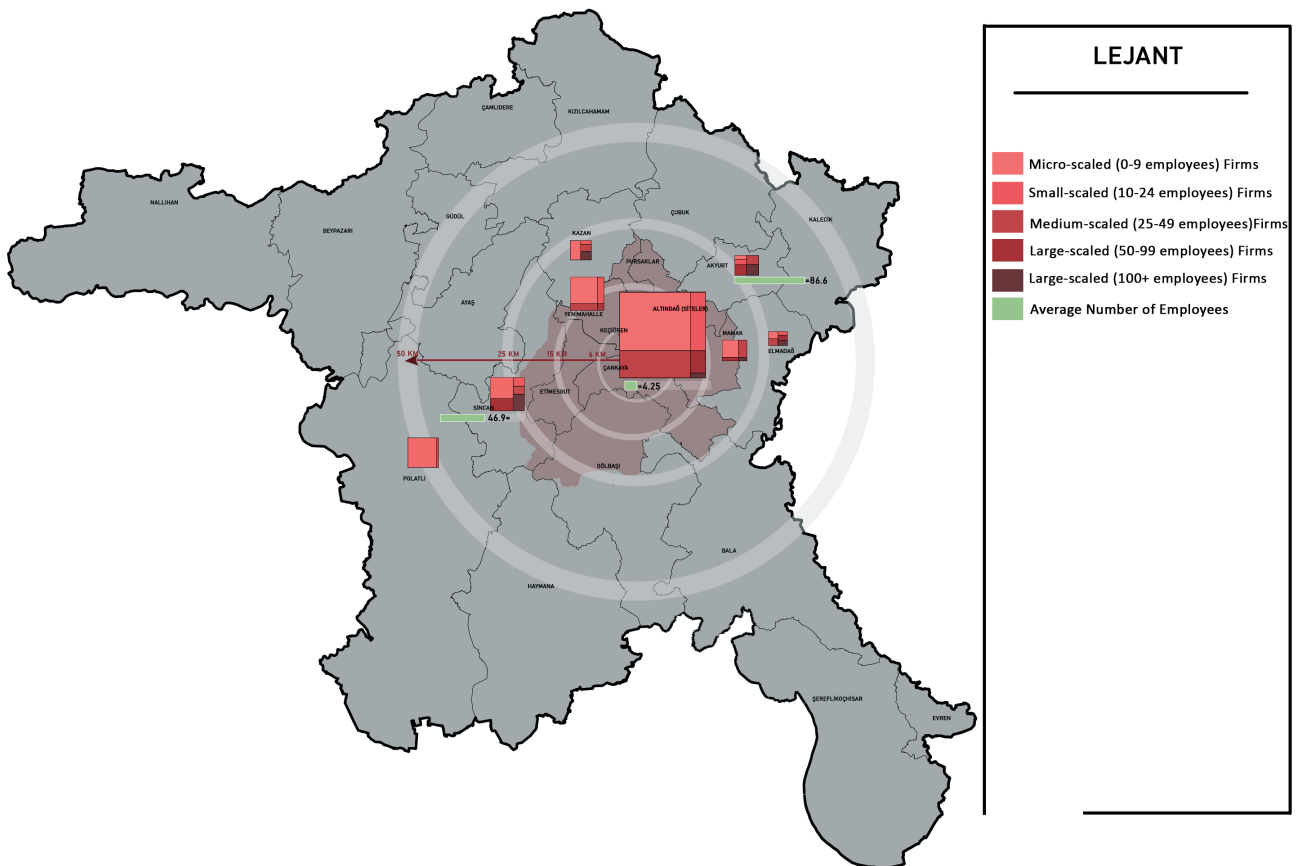 ÇAMLIDERE
KIZILCAHAMAM
NALLIHAN
BEYPAZARI
GÜDÜL
ÇUBUK
KALECİK
KAZAN
PURSAKLAR
AKYURT
=86.6
AYAŞ
YENİMAHALLE
ALTINDAĞ (SİTELER)
KEÇİÖREN
MAMAK
ELMADAĞ
50 KM
25 KM
15 KM
6 KM
ÇANKAYA
=4.25
ETİMESGUT
SİNCAN
46.9=
POLATLI
GÖLBAŞI
HAYMANA
BALA
ŞEREFLİKOÇHİSAR
EVREN
LEJANT
Micro-scaled (0-9 employees) Firms
Small-scaled (10-24 employees) Firms
Medium-scaled (25-49 employees)Firms
Large-scaled (50-99 employees) Firms
Large-scaled (100+ employees) Firms
Average Number of Employees